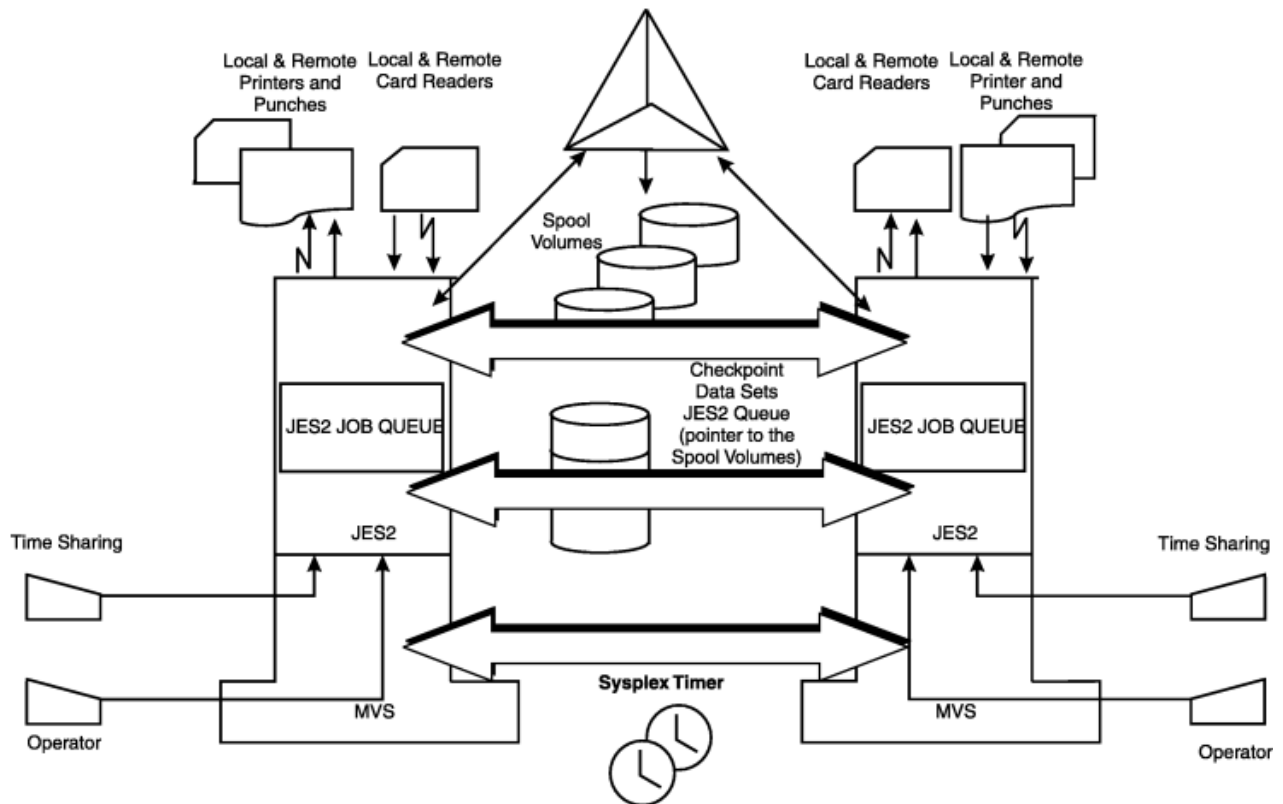 Local & Remote
Printers and
Punches
Local & Remote
Card Readers
Local & Remote
Card Readers
Local & Remote
Printer and
Punches
Spool
Volumes
Checkpoint
Data Sets
JES2 Queue
(pointer to the
Spool Volumes)
JES2 JOB QUEUE
JES2 JOB QUEUE
JES2
JES2
Time Sharing
Time Sharing
Sysplex Timer
MVS
MVS
Operator
Operator